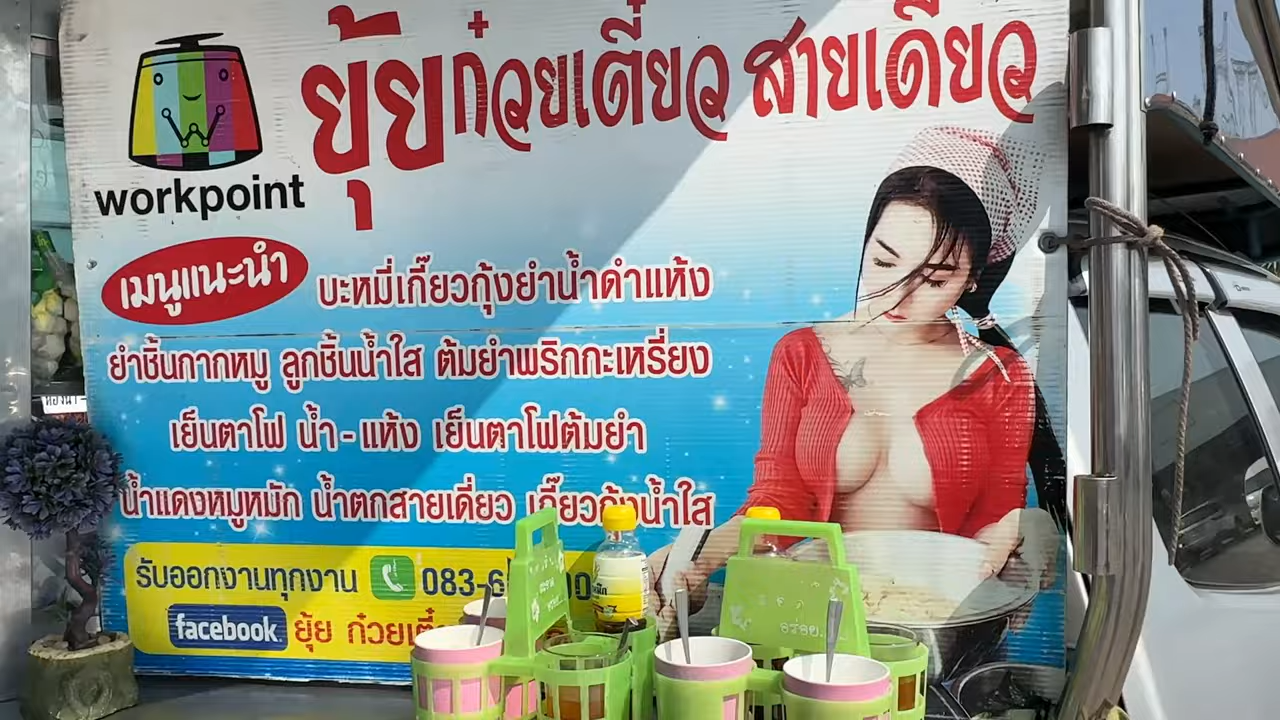 ยุ้ยก๋วยเตี๋ยว สายเดี่ยว
workpoint
เมนูแนะนำ
บะหมี่เกี๊ยวกุ้งยำน้ำดำแห้ง
ยำชิ้นกากหมู ลูกชิ้นน้ำใส ต้มยำพริกกะเหรี่ยง
เย็นตาโฟ น้ำ-แห้ง เย็นตาโฟต้มยำ
น้ำแดงหมูหมัก น้ำตกสายเดี่ยว เกี๊ยวกุ้งน้ำใส
รับออกงานทุกงาน 083-6
facebook ยุ้ย ก๋วยเตี๋
อร่อย